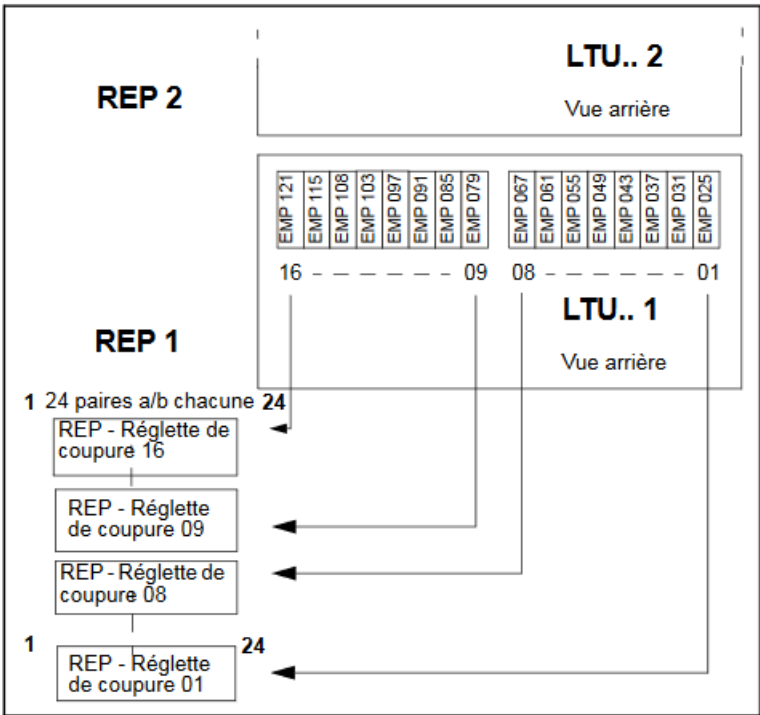 LTU.. 2
REP 2
Vue arrière
EMP 121
EMP 115
EMP 108
EMP 103
EMP 097
EMP 091
EMP 085
EMP 079
EMP 067
EMP 061
EMP 055
EMP 049
EMP 043
EMP 037
EMP 031
EMP 025
16 – – – – – – 09 08 – – – – – – 01
LTU.. 1
REP 1
Vue arrière
1 24 paires a/b chacune 24
REP - Réglette de
coupure 16
REP - Réglette
de coupure 09
REP - Réglette de
coupure 08
1 24
REP - Réglette
de coupure 01